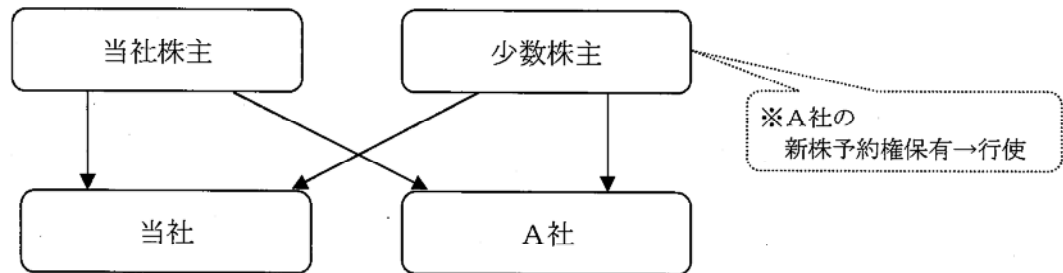 当社株主
少数株主
※A社の
新株予約権保有→行使
当社
A社